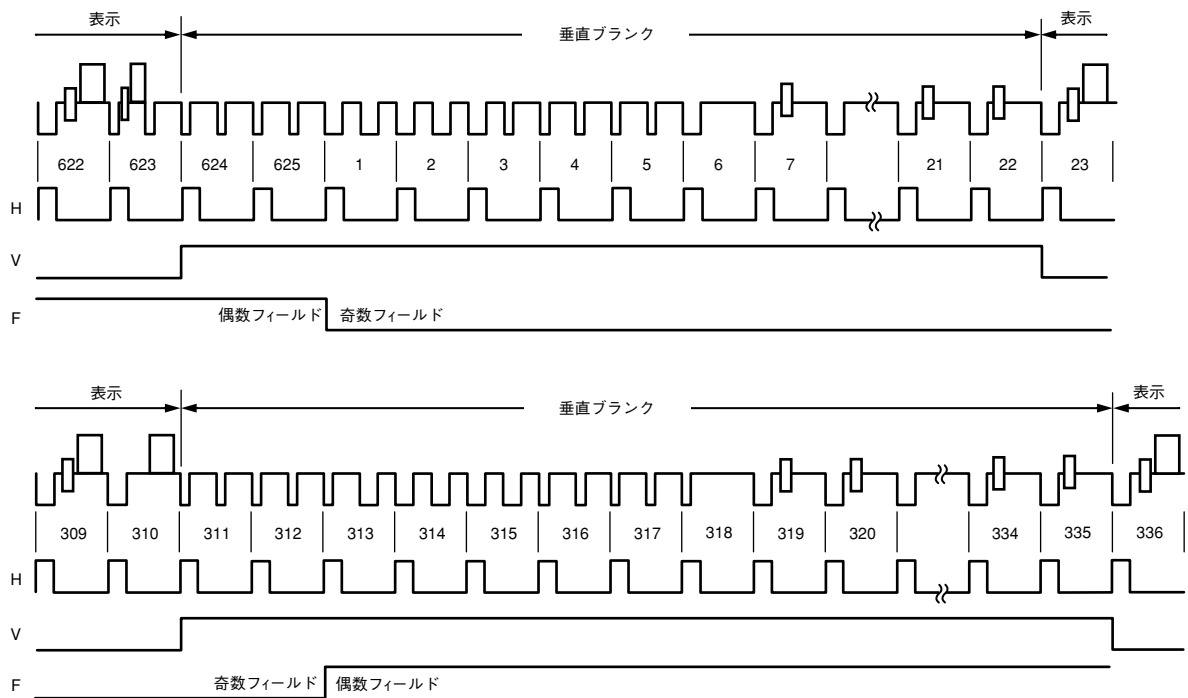 表示 垂直ブランク 表示
622 623 624 625 1 2 3 4 5 6 7 21 22 23
H
V
F 偶数フィールド 奇数フィールド
表示 垂直ブランク 表示
309 310 311 312 313 314 315 316 317 318 319 320 334 335 336
H
V
F 奇数フィールド 偶数フィールド